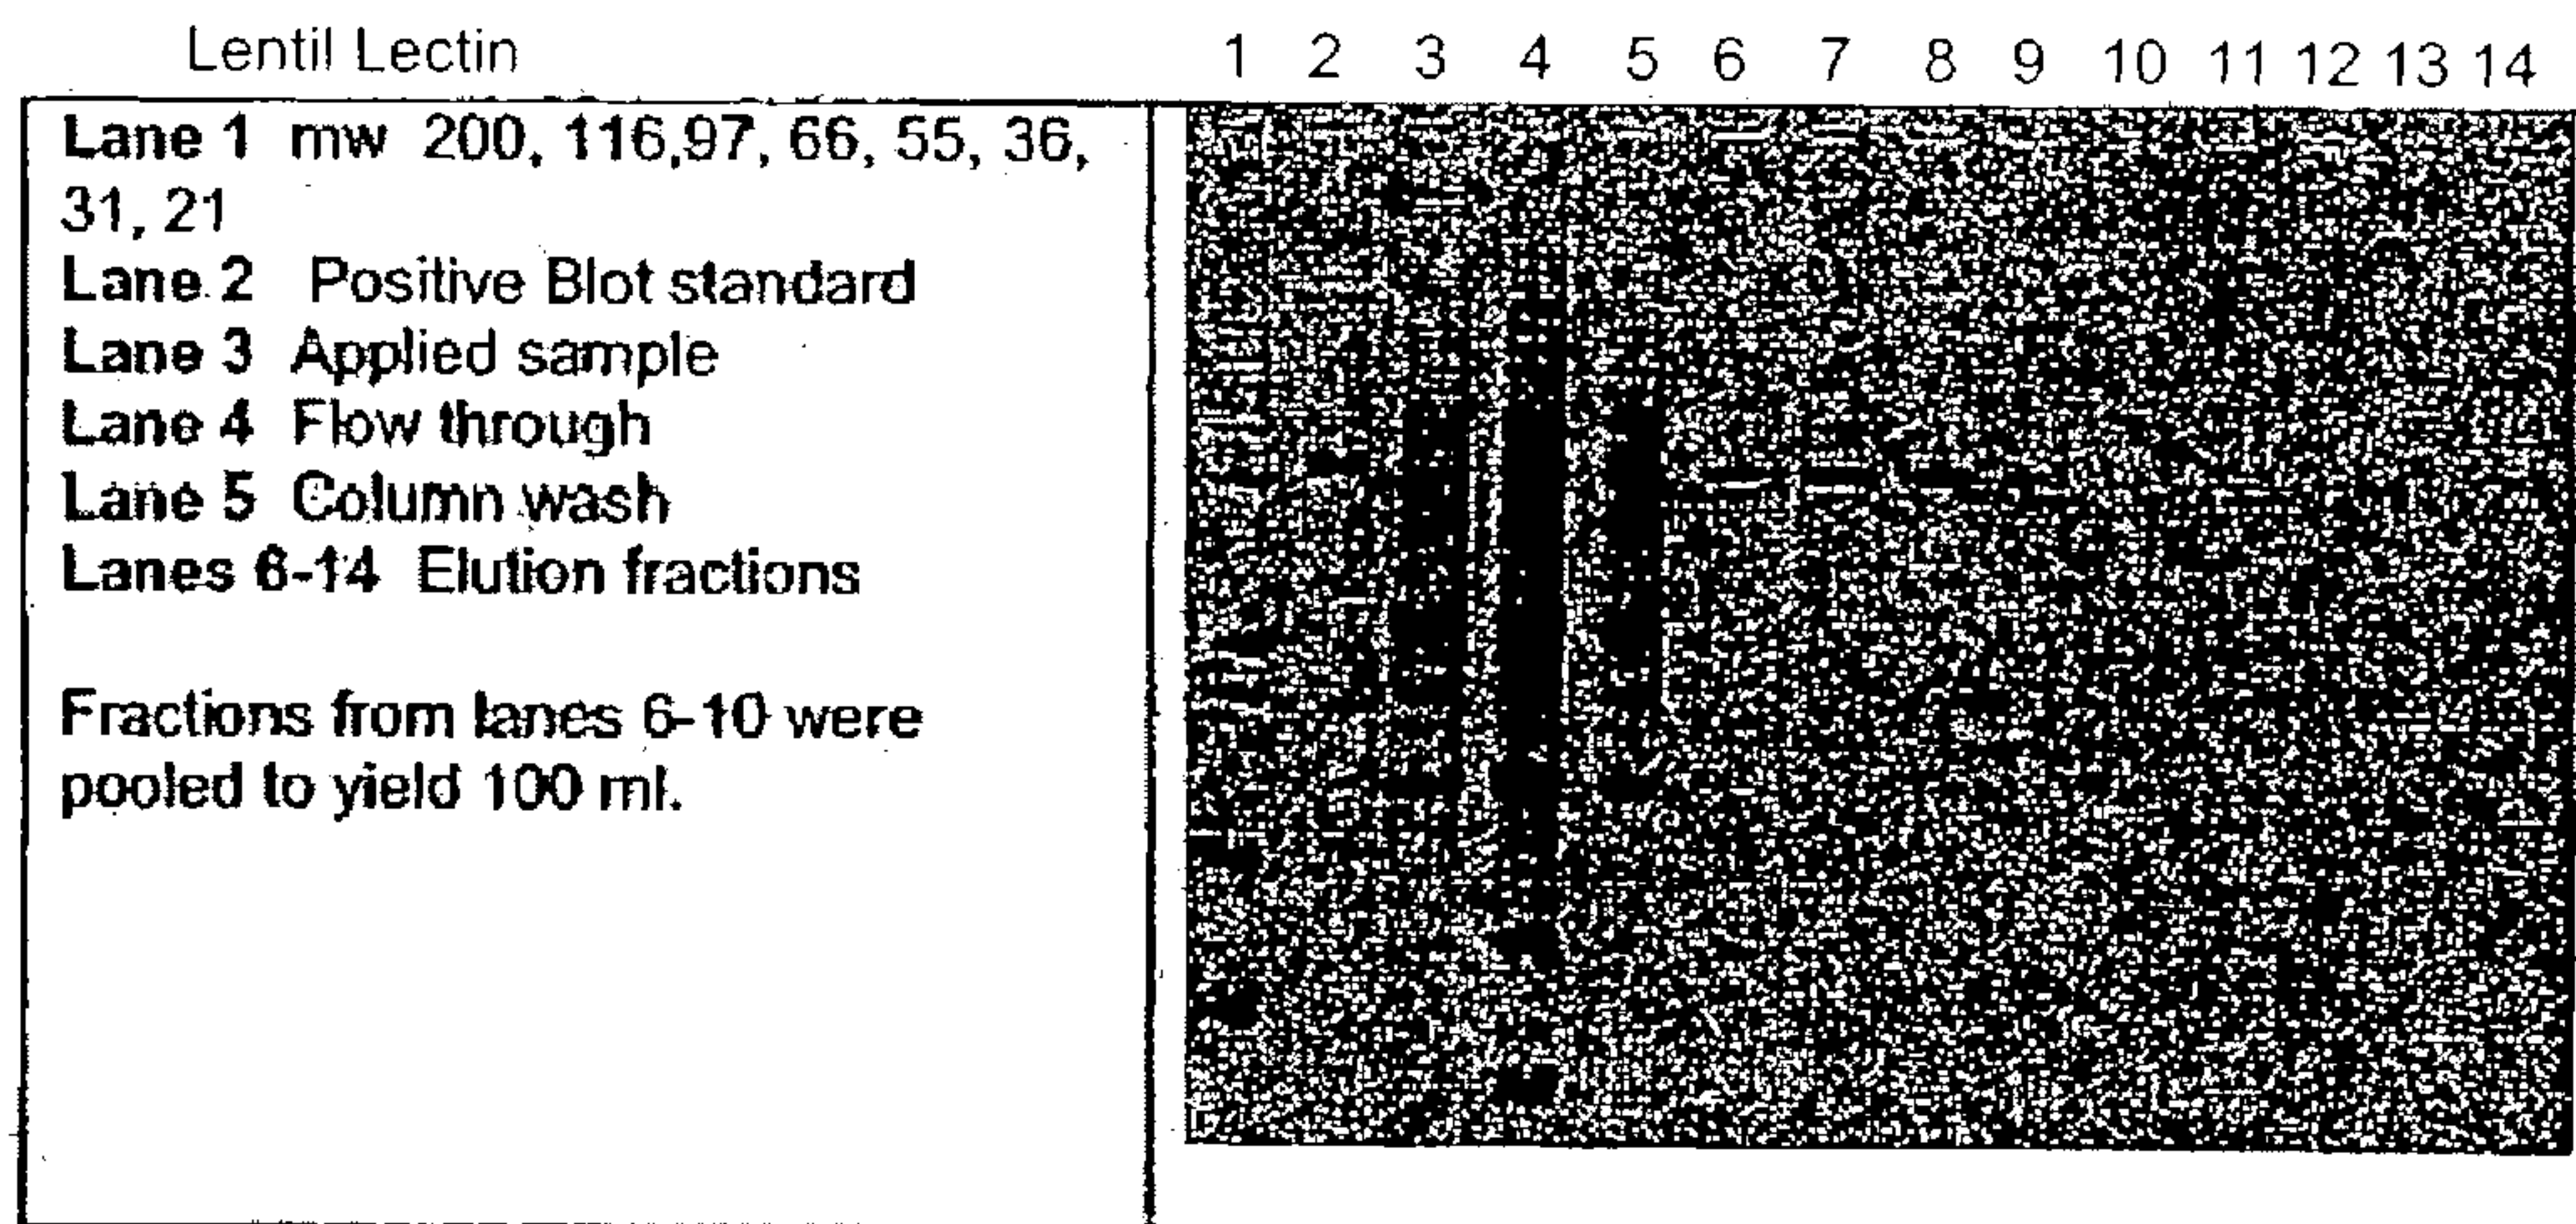 Lentil Lectin
1 2 3 4 5 6 7 8 9 10 11 12 13 14
Lane 1 mw 200, 116,97, 66, 55, 36,
31, 21
Lane 2 Positive Blot standard
Lane 3 Applied sample
Lane 4 Flow through
Lane 5 Column wash
Lanes 6-14 Elution fractions
Fractions from lanes 6-10 were
pooled to yield 100 ml.